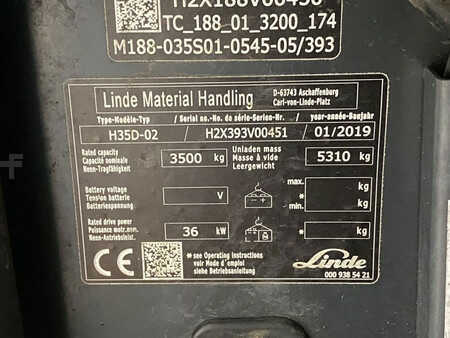 TC_188_01_3200_174
M188-035S01-0545-05/393
Linde Material Handling
D-63743 Aschaffenburg
Carl-von-Linde-Platz
Type-Modèle-Typ / Serial no.-No. de série-Serien-Nr. / year-année-Baujahr
H35D-02 / H2X393V00451 / 01/2019
Rated capacity
Capacité nominale
Nenn-Tragfähigkeit
3500 kg
Unladen mass
Masse à vide
Leergewicht
5310 kg
Battery voltage
Tension batterie
Batteriespannung
V
max.
kg
*
min.
*
kg
Rated drive power
Puissance motr.nom.
Nenn-Antriebsleist.
36 kW
* see Operating instructions
voir Mode d'emploi
siehe Betriebsanleitung
CE
Linde
000 938 54 21